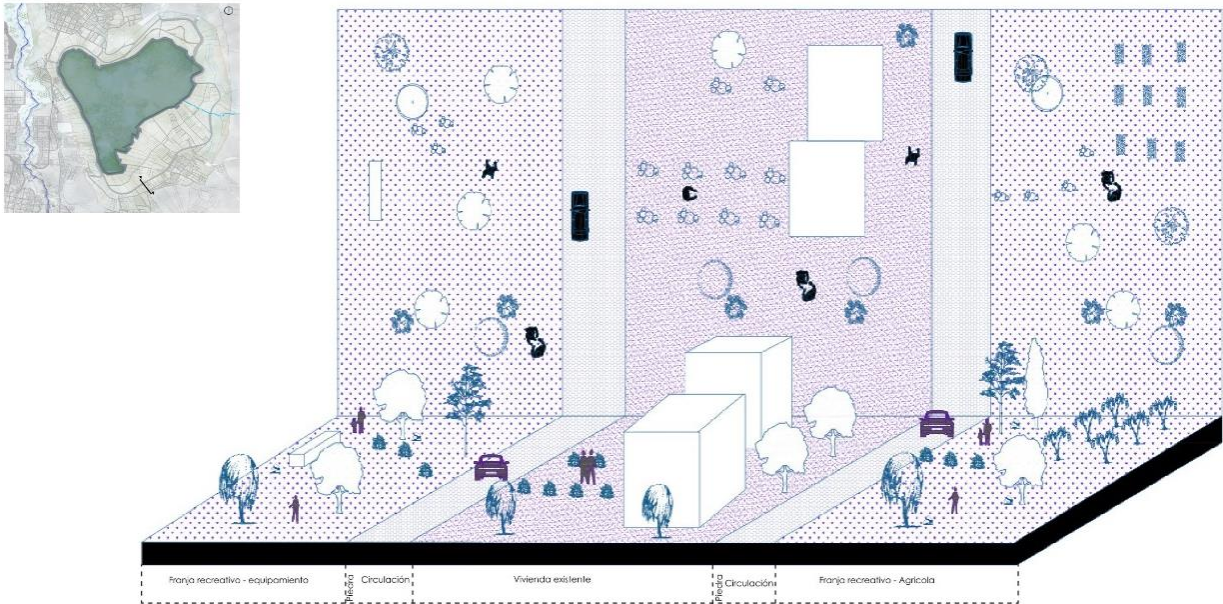 Franja recreativo - equipamiento
Piedra
Circulación
Vivienda existente
Piedra
Circulación
Franja recreativo - Agrícola